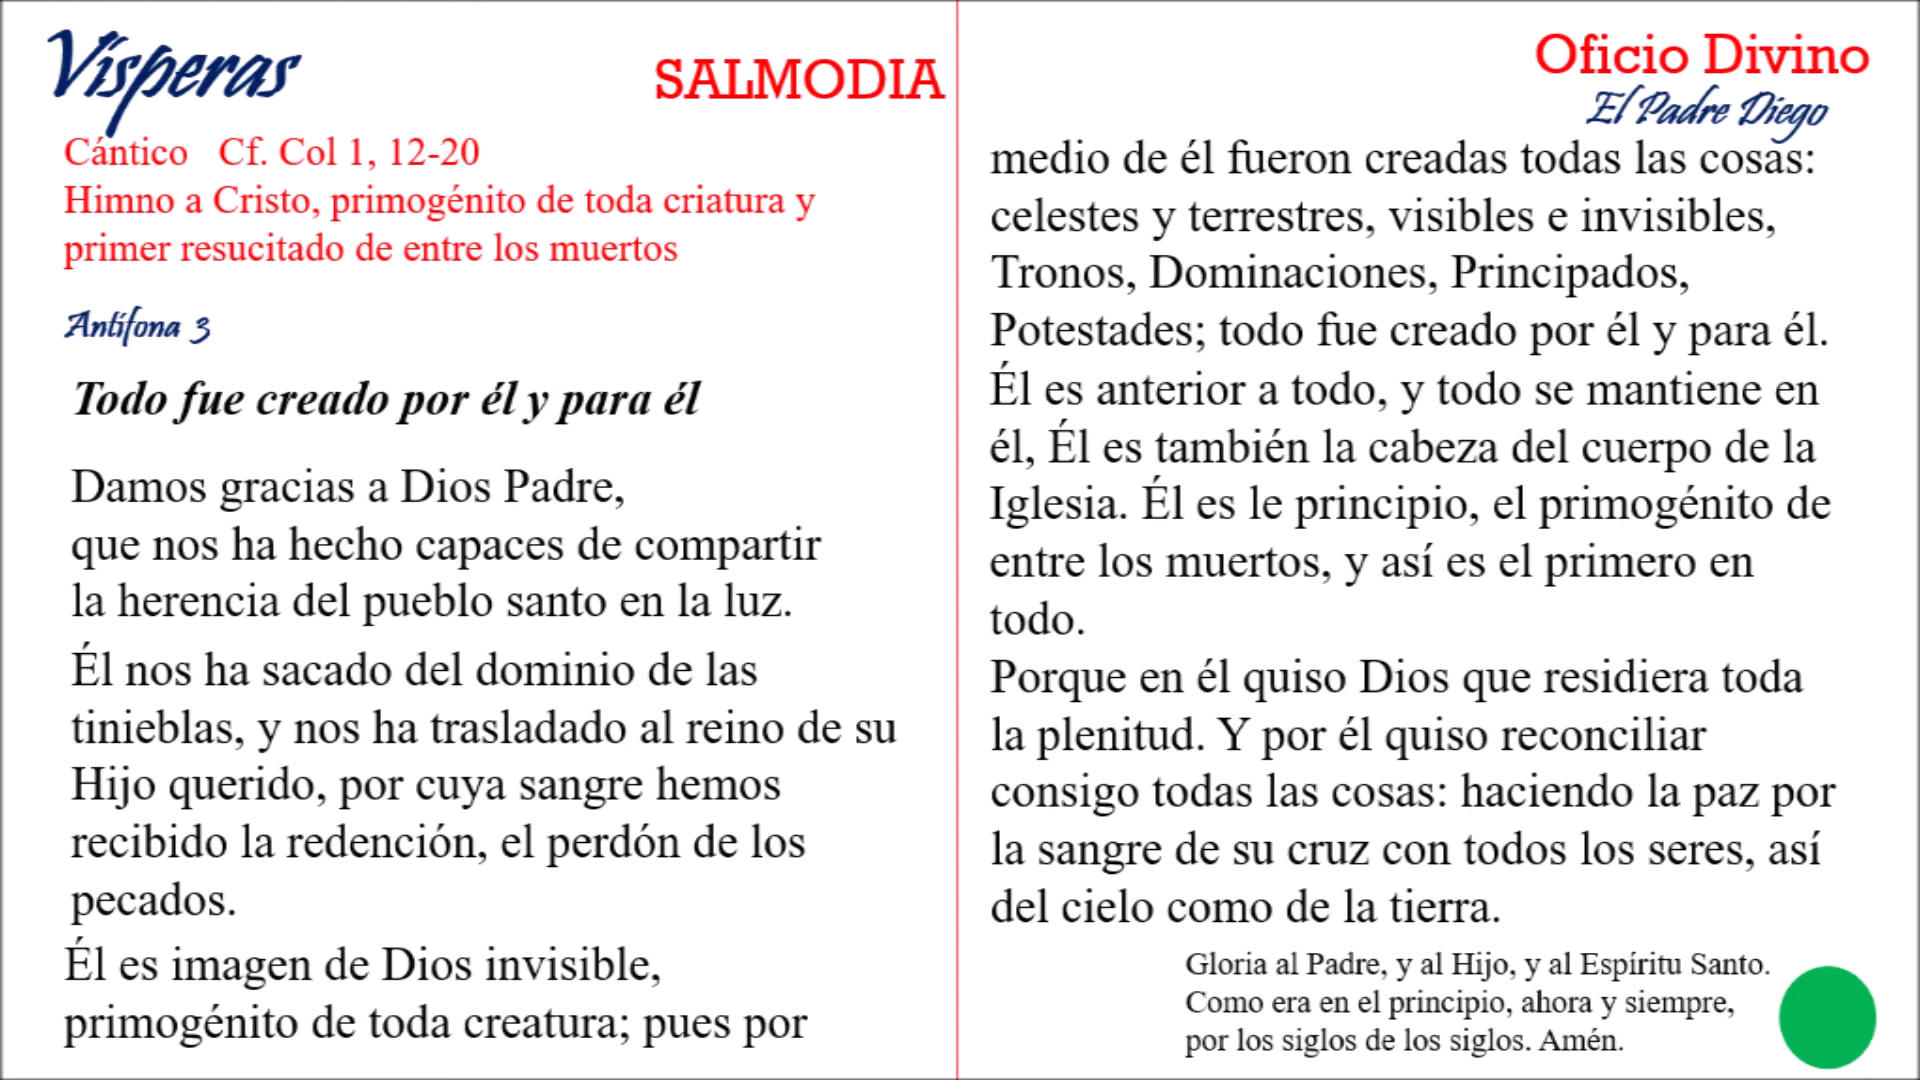 Vísperas
SALMODIA
Cántico Cf. Col 1, 12-20
Himno a Cristo, primogénito de toda criatura y
primer resucitado de entre los muertos
Antífona 3
Todo fue creado por él y para él
Damos gracias a Dios Padre,
que nos ha hecho capaces de compartir
la herencia del pueblo santo en la luz.
Él nos ha sacado del dominio de las
tinieblas, y nos ha trasladado al reino de su
Hijo querido, por cuya sangre hemos
recibido la redención, el perdón de los
pecados.
Él es imagen de Dios invisible,
primogénito de toda creatura; pues por
Oficio Divino
El Padre Diego
medio de él fueron creadas todas las cosas:
celestes y terrestres, visibles e invisibles,
Tronos, Dominaciones, Principados,
Potestades; todo fue creado por él y para él.
Él es anterior a todo, y todo se mantiene en
él, Él es también la cabeza del cuerpo de la
Iglesia. Él es le principio, el primogénito de
entre los muertos, y así es el primero en
todo.
Porque en él quiso Dios que residiera toda
la plenitud. Y por él quiso reconciliar
consigo todas las cosas: haciendo la paz por
la sangre de su cruz con todos los seres, así
del cielo como de la tierra.
Gloria al Padre, y al Hijo, y al Espíritu Santo.
Como era en el principio, ahora y siempre,
por los siglos de los siglos. Amén.